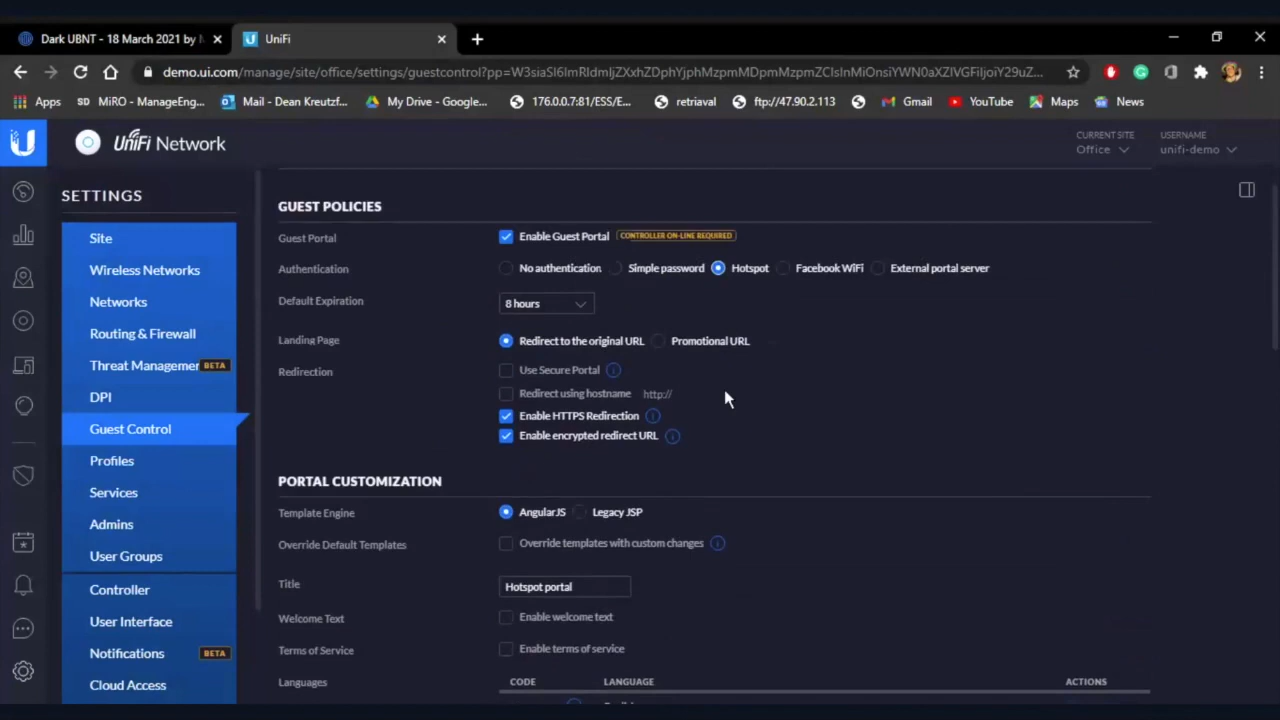 Dark UBNT - 18 March 2021 by
UniFi
demo.ui.com/manage/site/office/settings/guestcontrol?pp=
Apps
MiRO - ManageEng...
Mail - Dean Kreutzf...
My Drive - Google...
176.0.0.7:81/ESS/E...
retriaval
ftp://47.90.2.113
Gmail
YouTube
Maps
News
UniFi Network
CURRENT SITE
Office
USERNAME
unifi-demo
SETTINGS
Site
Wireless Networks
Networks
Routing & Firewall
Threat Managemer BETA
DPI
Guest Control
Profiles
Services
Admins
User Groups
Controller
User Interface
Notifications BETA
Cloud Access
GUEST POLICIES
Guest Portal Enable Guest Portal CONTROLLER ON-LINE REQUIRED
Authentication No authentication Simple password Hotspot Facebook WiFi External portal server
Default Expiration 8 hours
Landing Page Redirect to the original URL Promotional URL
Redirection Use Secure Portal
Redirect using hostname http://
Enable HTTPS Redirection
Enable encrypted redirect URL
PORTAL CUSTOMIZATION
Template Engine AngularJS Legacy JSP
Override Default Templates Override templates with custom changes
Title Hotspot portal
Welcome Text Enable welcome text
Terms of Service Enable terms of service
Languages CODE LANGUAGE ACTIONS